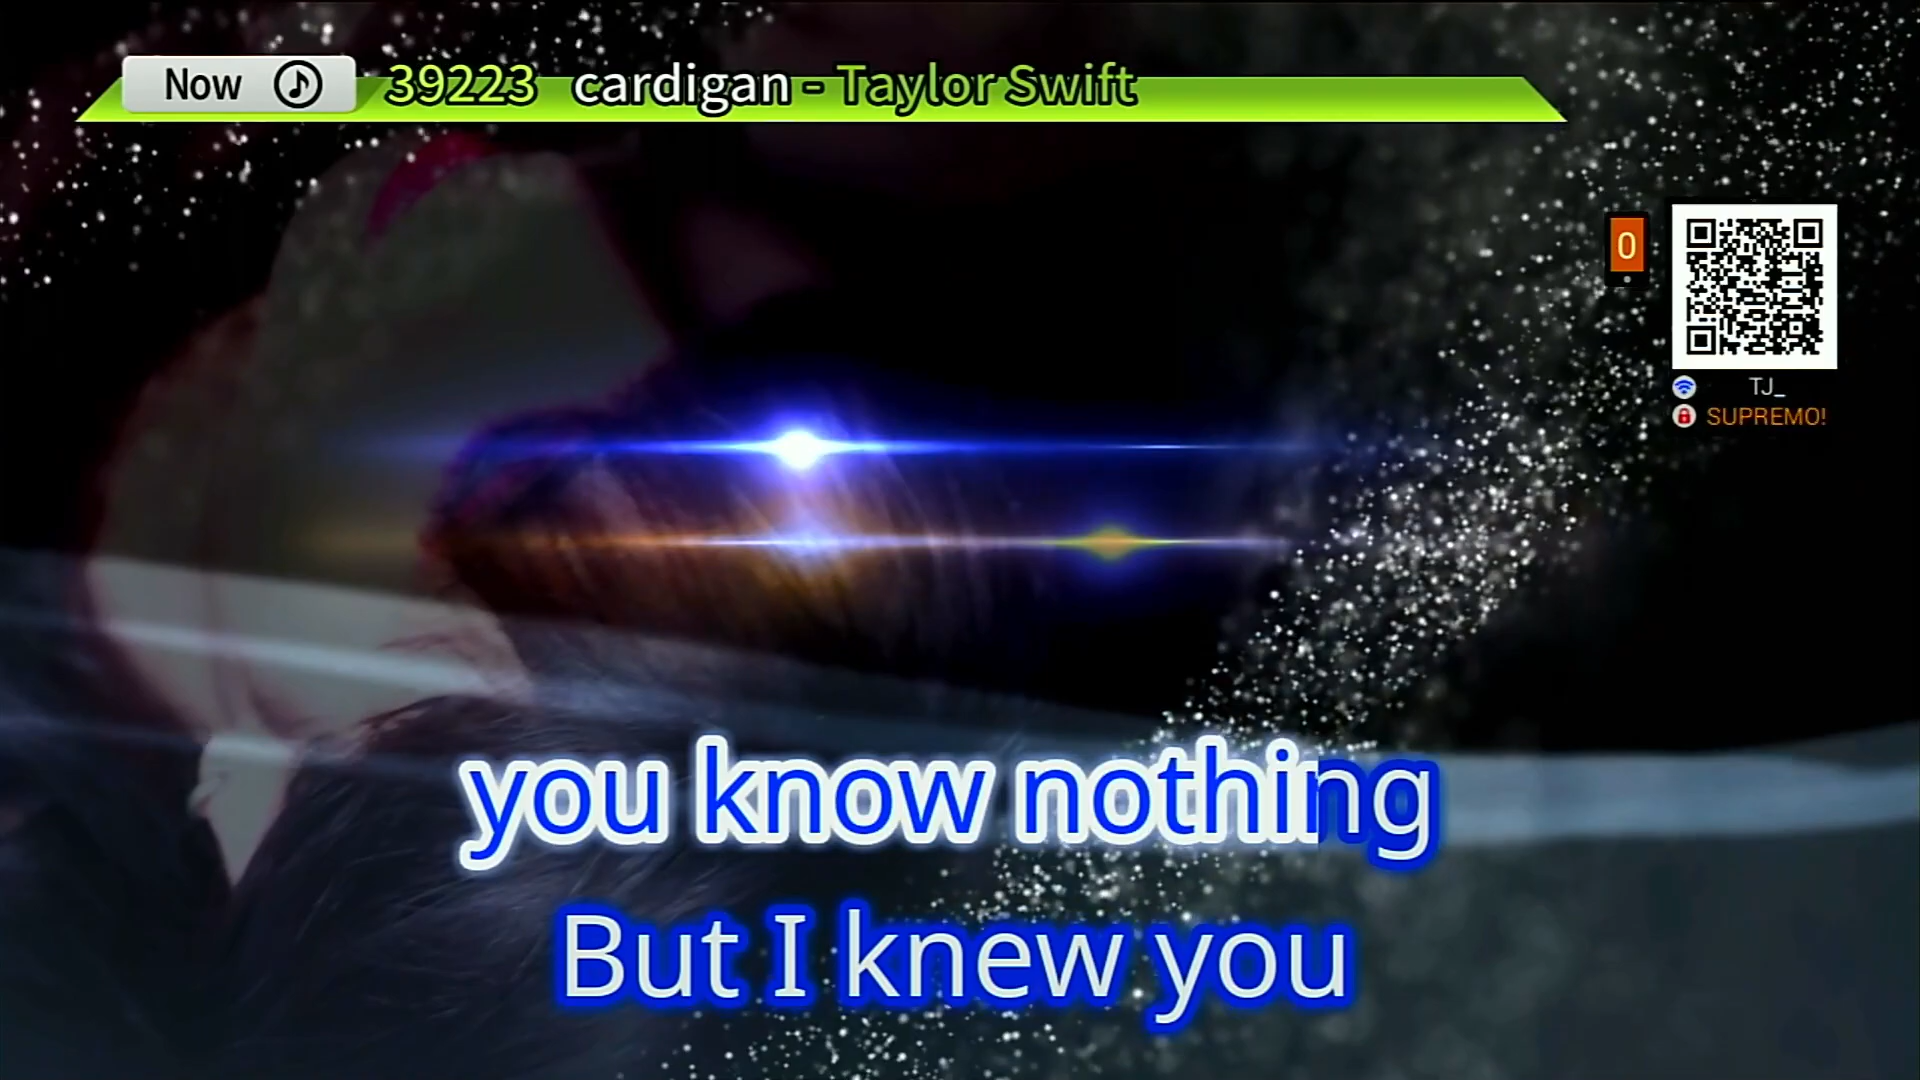 Now 39223 cardigan - Taylor Swift
0
TJ_
SUPREMO!
you know nothing
But I knew you